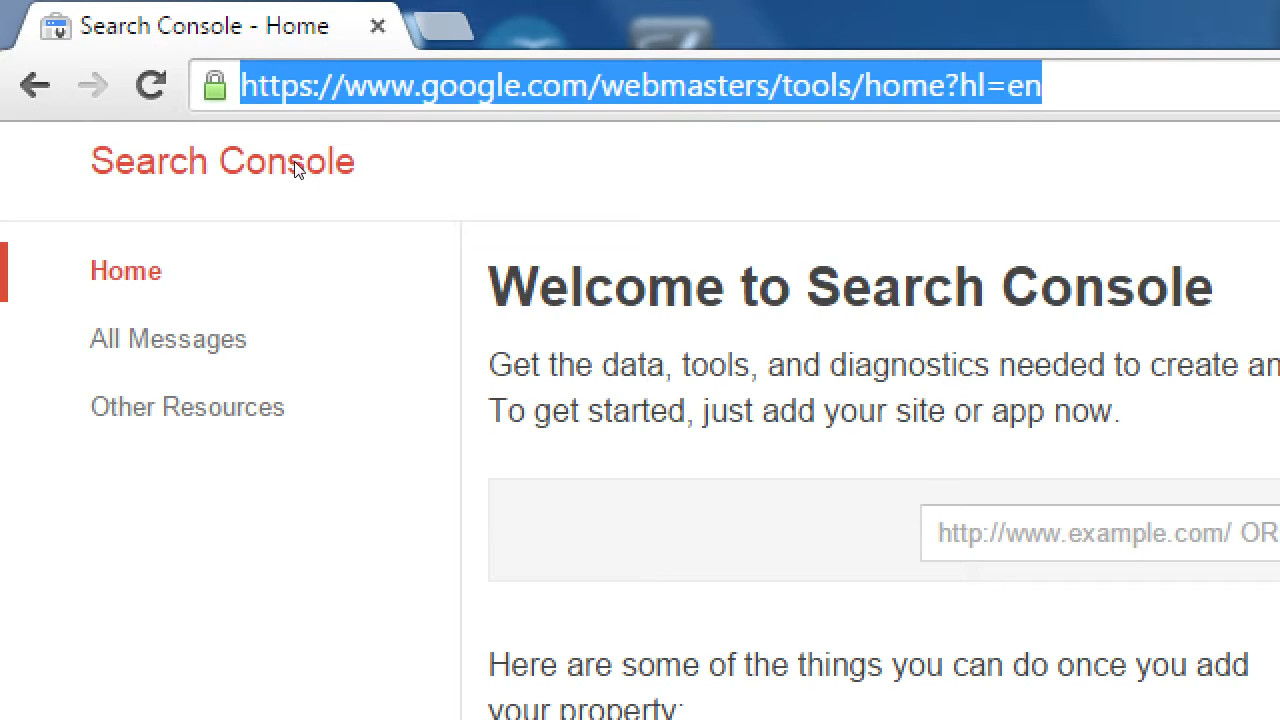 Search Console - Home
https://www.google.com/webmasters/tools/home?hl=en
Search Console
Home
All Messages
Other Resources
Welcome to Search Console
Get the data, tools, and diagnostics needed to create an
To get started, just add your site or app now.
http://www.example.com/ OR
Here are some of the things you can do once you add
your property: